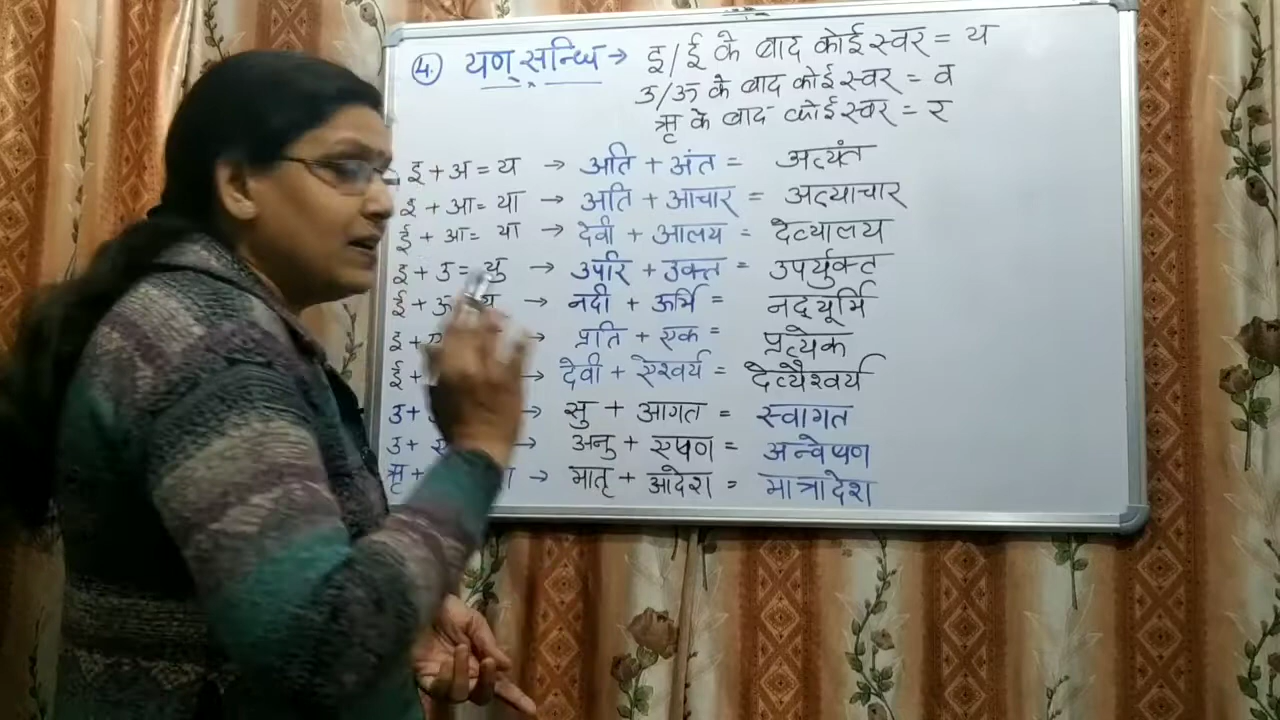 ④. यण् सन्धि → इ/ई के बाद कोई स्वर = य
उ/ऊ के बाद कोई स्वर = व
ऋ के बाद कोई स्वर = र
इ + अ = य → अति + अंत = अत्यंत
इ + आ = या → अति + आचार = अत्याचार
ई + आ = या → देवी + आलय = देव्यालय
इ + उ = यु → उपरि + उक्त = उपर्युक्त
ई + ऊ → नदी + ऊर्मि = नद्यूर्मि
इ + → प्रति + एक = प्रत्येक
ई + → देवी + ऐश्वर्य = देव्यैश्वर्य
उ + → सु + आगत = स्वागत
उ + → अनु + एषण = अन्वेषण
ऋ + → मातृ + आदेश = मात्रादेश